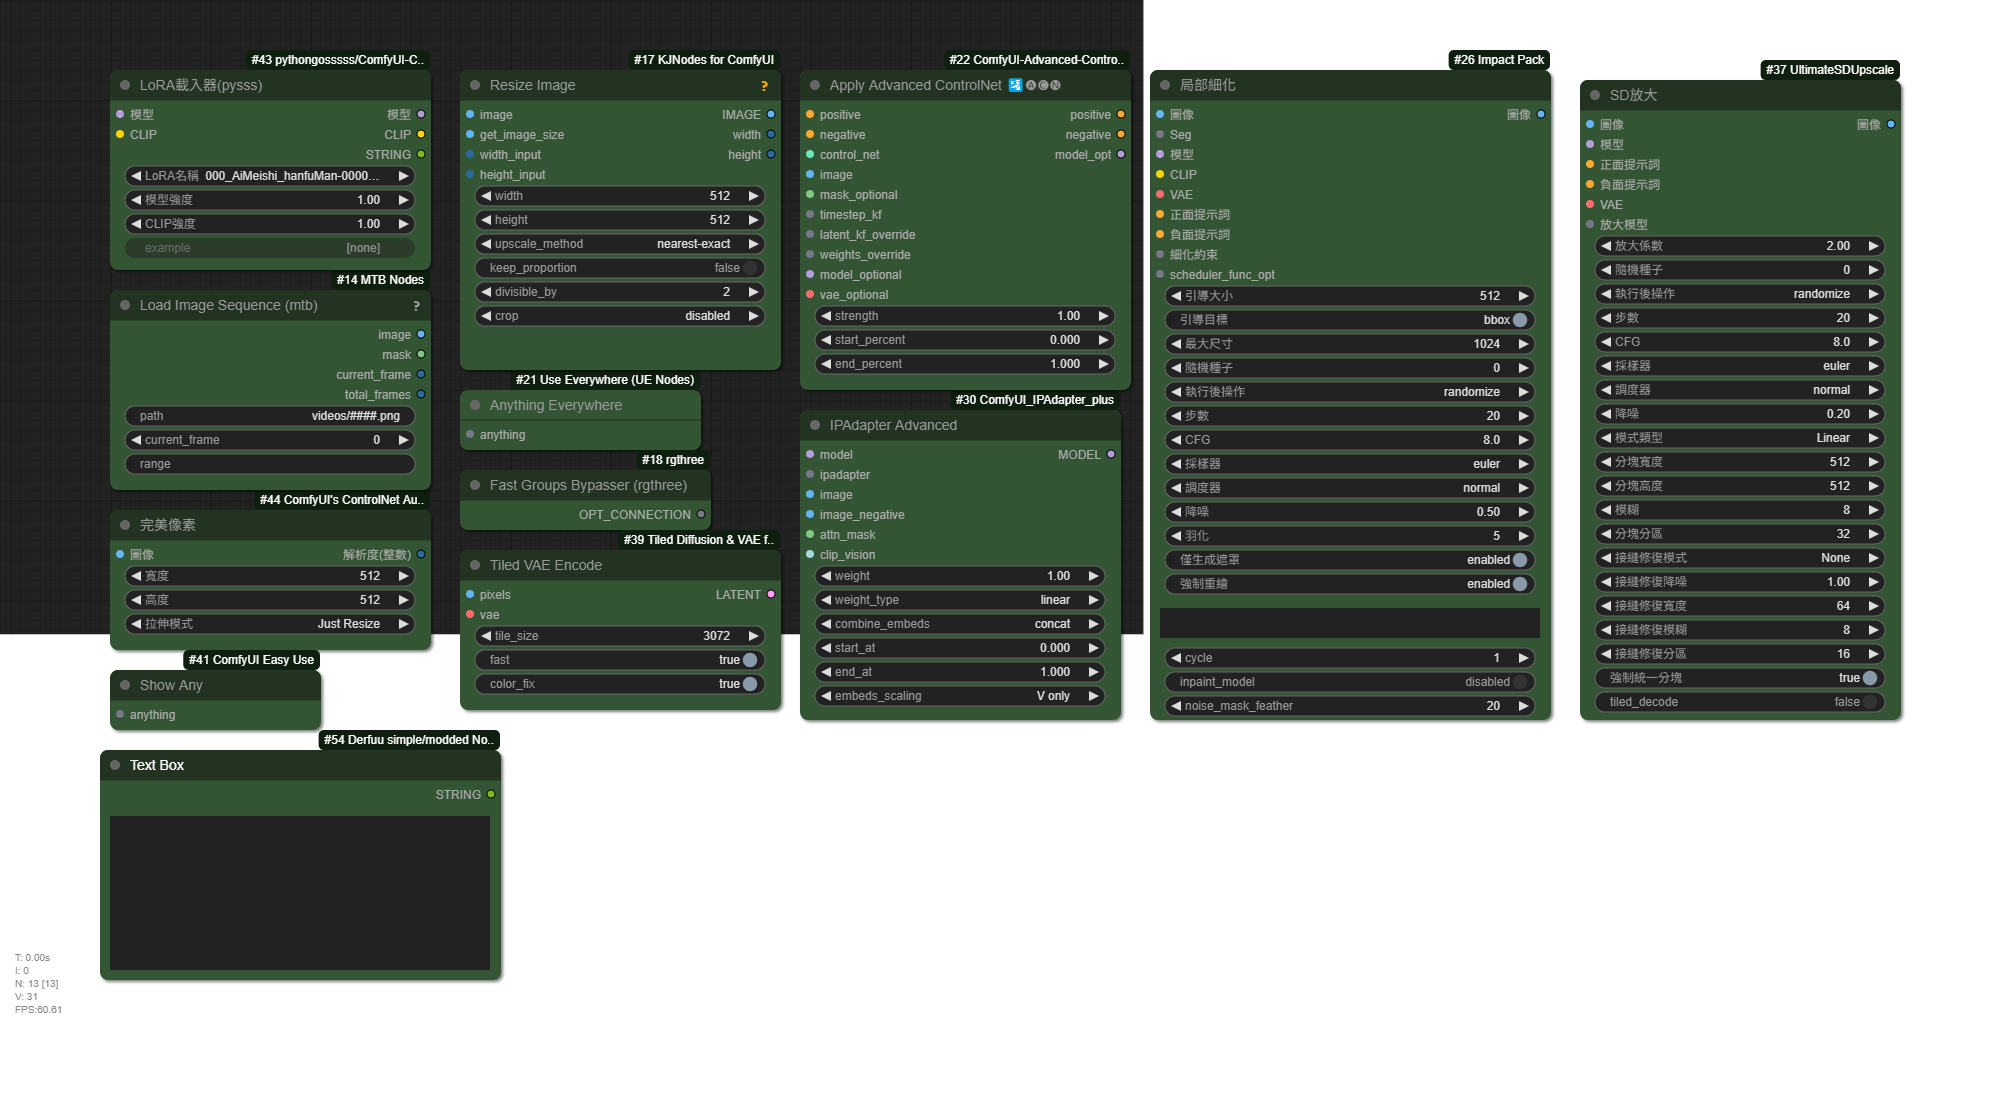 #43 pythongosssss/ComfyUI-C..
LoRA載入器(pysss)
模型 模型
CLIP CLIP
STRING
LoRA名稱 000_AiMeishi_hanfuMan-0000...
模型強度 1.00
CLIP強度 1.00
example [none]
#14 MTB Nodes
Load Image Sequence (mtb) ?
image
mask
current_frame
total_frames
path videos/####.png
current_frame 0
range
#44 ComfyUI's ControlNet Au..
完美像素
圖像 解析度(整數)
寬度 512
高度 512
拉伸模式 Just Resize
#41 ComfyUI Easy Use
Show Any
anything
#54 Derfuu simple/modded No..
Text Box
STRING
#17 KJNodes for ComfyUI
Resize Image ?
image IMAGE
get_image_size width
width_input height
height_input
width 512
height 512
upscale_method nearest-exact
keep_proportion false
divisible_by 2
crop disabled
#21 Use Everywhere (UE Nodes)
Anything Everywhere
anything
#18 rgthree
Fast Groups Bypasser (rgthree)
OPT_CONNECTION
#39 Tiled Diffusion & VAE f..
Tiled VAE Encode
pixels LATENT
vae
tile_size 3072
fast true
color_fix true
#22 ComfyUI-Advanced-Contro..
Apply Advanced ControlNet 🛂🅐🅒🅝
positive positive
negative negative
control_net model_opt
image
mask_optional
timestep_kf
latent_kf_override
weights_override
model_optional
vae_optional
strength 1.00
start_percent 0.000
end_percent 1.000
#30 ComfyUI_IPAdapter_plus
IPAdapter Advanced
model MODEL
ipadapter
image
image_negative
attn_mask
clip_vision
weight 1.00
weight_type linear
combine_embeds concat
start_at 0.000
end_at 1.000
embeds_scaling V only
#26 Impact Pack
局部細化
圖像 圖像
Seg
模型
CLIP
VAE
正面提示詞
負面提示詞
細化約束
scheduler_func_opt
引導大小 512
引導目標 bbox
最大尺寸 1024
隨機種子 0
執行後操作 randomize
步數 20
CFG 8.0
採樣器 euler
調度器 normal
降噪 0.50
羽化 5
僅生成遮罩 enabled
強制重繪 enabled
cycle 1
inpaint_model disabled
noise_mask_feather 20
#37 UltimateSDUpscale
SD放大
圖像 圖像
模型
正面提示詞
負面提示詞
VAE
放大模型
放大係數 2.00
隨機種子 0
執行後操作 randomize
步數 20
CFG 8.0
採樣器 euler
調度器 normal
降噪 0.20
模式類型 Linear
分塊寬度 512
分塊高度 512
模糊 8
分塊分區 32
接縫修復模式 None
接縫修復降噪 1.00
接縫修復寬度 64
接縫修復模糊 8
接縫修復分區 16
強制統一分塊 true
tiled_decode false
T: 0.00s
I: 0
N: 13 [13]
V: 31
FPS:60.61